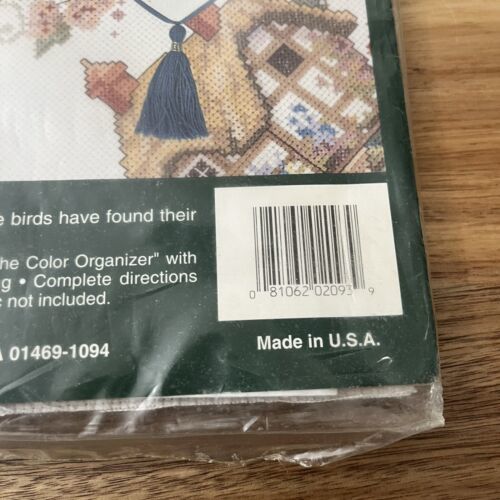 e birds have found their
he Color Organizer" with
g • Complete directions
c not included.
0 81062 02093 9
A 01469-1094
Made in U.S.A.